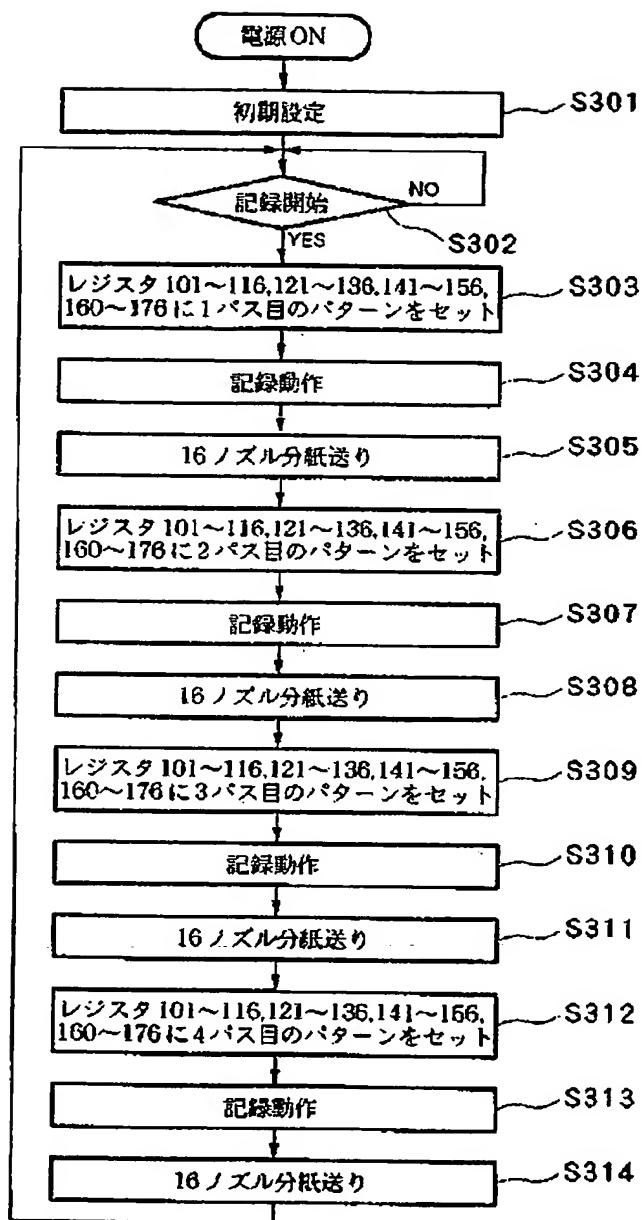 電源ON
初期設定
S301
記録開始
NO
S302
YES
レジスタ101～116,121～136,141～156,
160～176に1パス目のパターンをセット
S303
記録動作
S304
16ノズル分紙送り
S305
レジスタ101～116,121～136,141～156,
160～176に2パス目のパターンをセット
S306
記録動作
S307
16ノズル分紙送り
S308
レジスタ101～116,121～136,141～156,
160～176に3パス目のパターンをセット
S309
記録動作
S310
16ノズル分紙送り
S311
レジスタ101～116,121～136,141～156,
160～176に4パス目のパターンをセット
S312
記録動作
S313
16ノズル分紙送り
S314